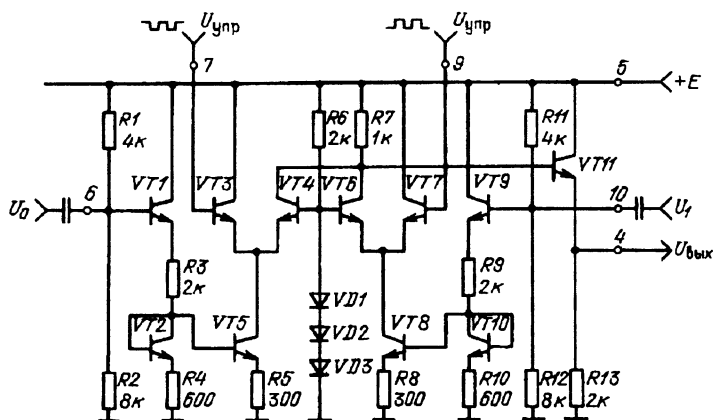 Uупр
Uупр
7
9
5
+E
R1
4к
R6
2к
R7
1к
R11
4к
VT11
6
VT1
VT3
VT4
VT6
VT7
VT9
10
U0
U1
4
Uвых
R3
2к
R9
2к
VD1
VT2
VT5
VD2
VT8
VT10
VD3
R2
8к
R4
600
R5
300
R8
300
R10
600
R12
8к
R13
2к